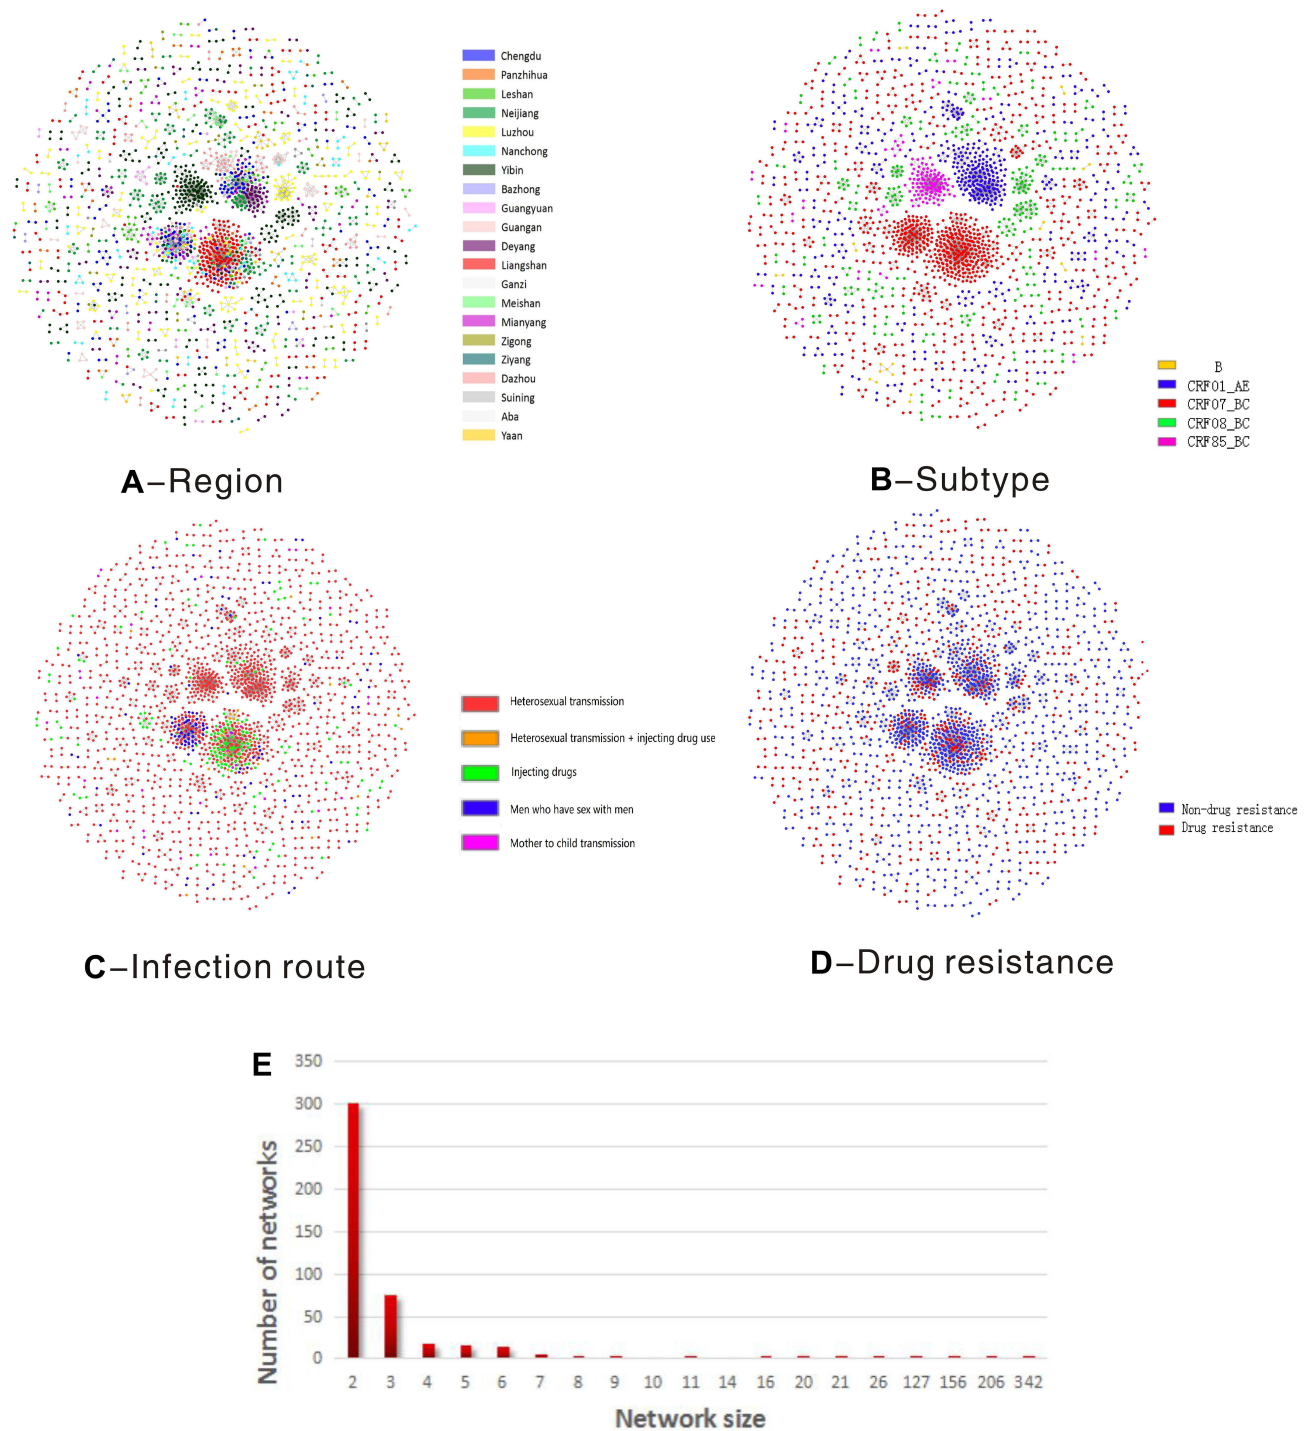 Chengdu
Panzhihua
Leshan
Neijiang
Luzhou
Nanchong
Yibin
Bazhong
Guangyuan
Guangan
Deyang
Liangshan
Ganzi
Meishan
Mianyang
Zigong
Ziyang
Dazhou
Suining
Aba
Yaan
A–Region
B
CRF01_AE
CRF07_BC
CRF08_BC
CRF85_BC
B–Subtype
Heterosexual transmission
Heterosexual transmission + injecting drug use
Injecting drugs
Men who have sex with men
Mother to child transmission
C–Infection route
Non-drug resistance
Drug resistance
D–Drug resistance
E
Number of networks
350
300
250
200
150
100
50
0
2 3 4 5 6 7 8 9 10 11 14 16 20 21 26 127 156 206 342
Network size